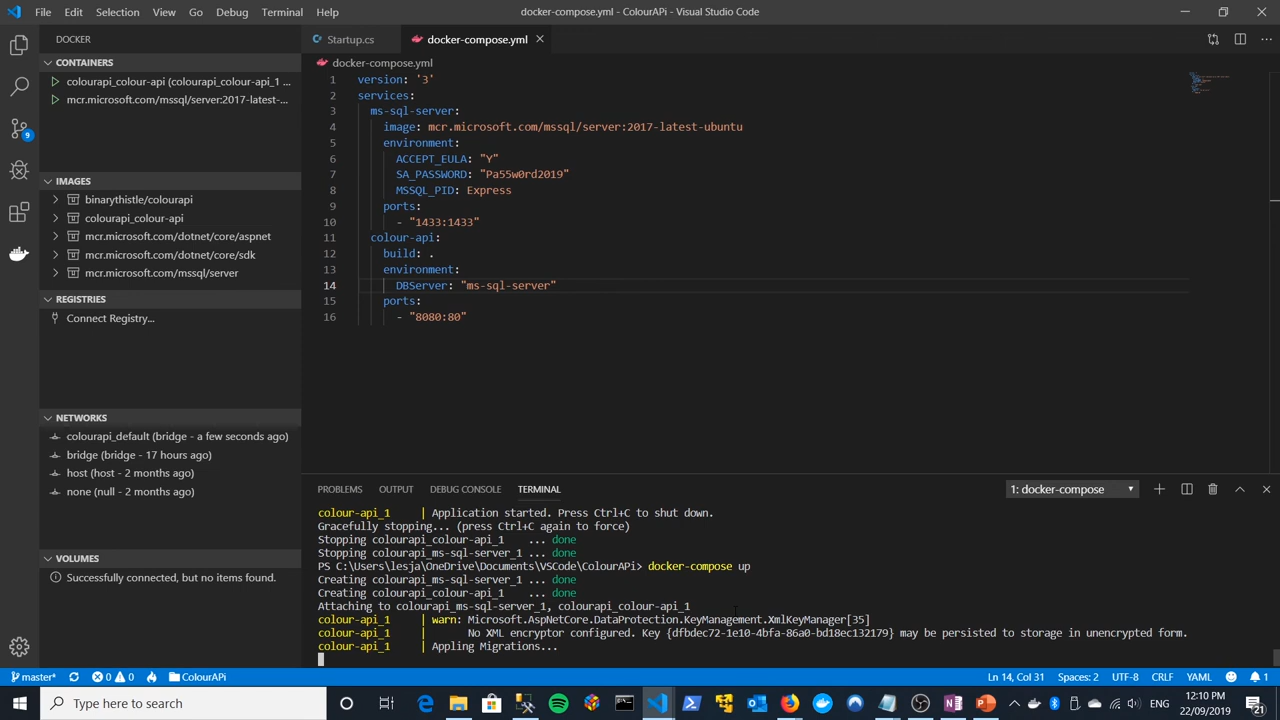 File Edit Selection View Go Debug Terminal Help
docker-compose.yml - ColourAPi - Visual Studio Code
DOCKER
Startup.cs
docker-compose.yml
CONTAINERS
colourapi_colour-api (colourapi_colour-api_1 ...
mcr.microsoft.com/mssql/server:2017-latest-...
IMAGES
binarythistle/colourapi
colourapi_colour-api
mcr.microsoft.com/dotnet/core/aspnet
mcr.microsoft.com/dotnet/core/sdk
mcr.microsoft.com/mssql/server
REGISTRIES
Connect Registry...
NETWORKS
colourapi_default (bridge - a few seconds ago)
bridge (bridge - 17 hours ago)
host (host - 2 months ago)
none (null - 2 months ago)
VOLUMES
Successfully connected, but no items found.
9
docker-compose.yml
1 version: '3'
2 services:
3 ms-sql-server:
4 image: mcr.microsoft.com/mssql/server:2017-latest-ubuntu
5 environment:
6 ACCEPT_EULA: "Y"
7 SA_PASSWORD: "Pa55w0rd2019"
8 MSSQL_PID: Express
9 ports:
10 - "1433:1433"
11 colour-api:
12 build: .
13 environment:
14 DBServer: "ms-sql-server"
15 ports:
16 - "8080:80"
PROBLEMS OUTPUT DEBUG CONSOLE TERMINAL
1: docker-compose
colour-api_1 | Application started. Press Ctrl+C to shut down.
Gracefully stopping... (press Ctrl+C again to force)
Stopping colourapi_colour-api_1 ... done
Stopping colourapi_ms-sql-server_1 ... done
PS C:\Users\lesja\OneDrive\Documents\VSCode\ColourAPi> docker-compose up
Creating colourapi_ms-sql-server_1 ... done
Creating colourapi_colour-api_1 ... done
Attaching to colourapi_ms-sql-server_1, colourapi_colour-api_1
colour-api_1 | warn: Microsoft.AspNetCore.DataProtection.KeyManagement.XmlKeyManager[35]
colour-api_1 | No XML encryptor configured. Key {dfbdec72-1e10-4bfa-86a0-bd18ec132179} may be persisted to storage in unencrypted form.
colour-api_1 | Appling Migrations...
master* 0 0 ColourAPi
Ln 14, Col 31 Spaces: 2 UTF-8 CRLF YAML 1
Type here to search
ENG
12:10 PM
22/09/2019
21